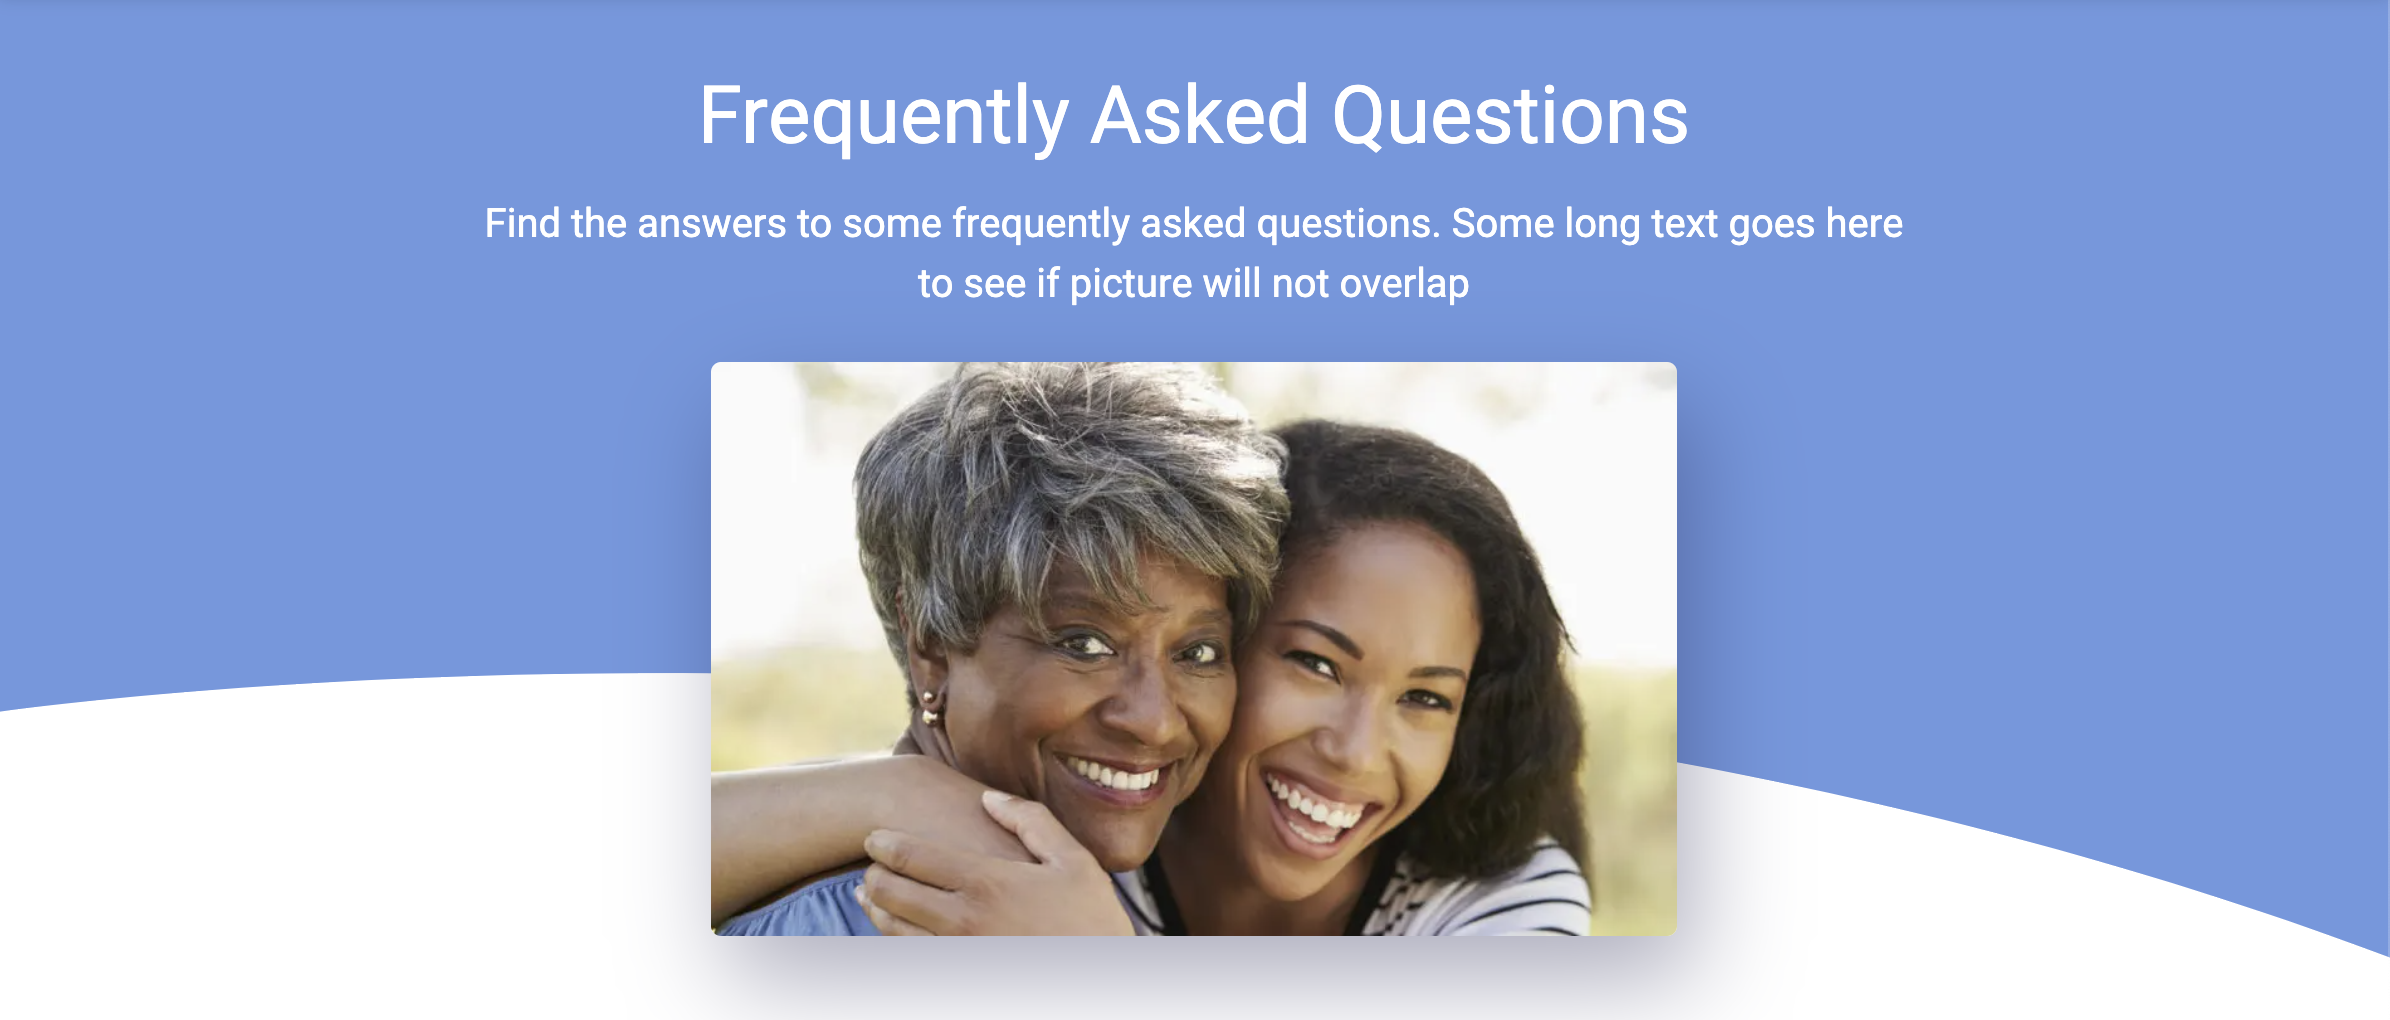 Frequently Asked Questions
Find the answers to some frequently asked questions. Some long text goes here
to see if picture will not overlap